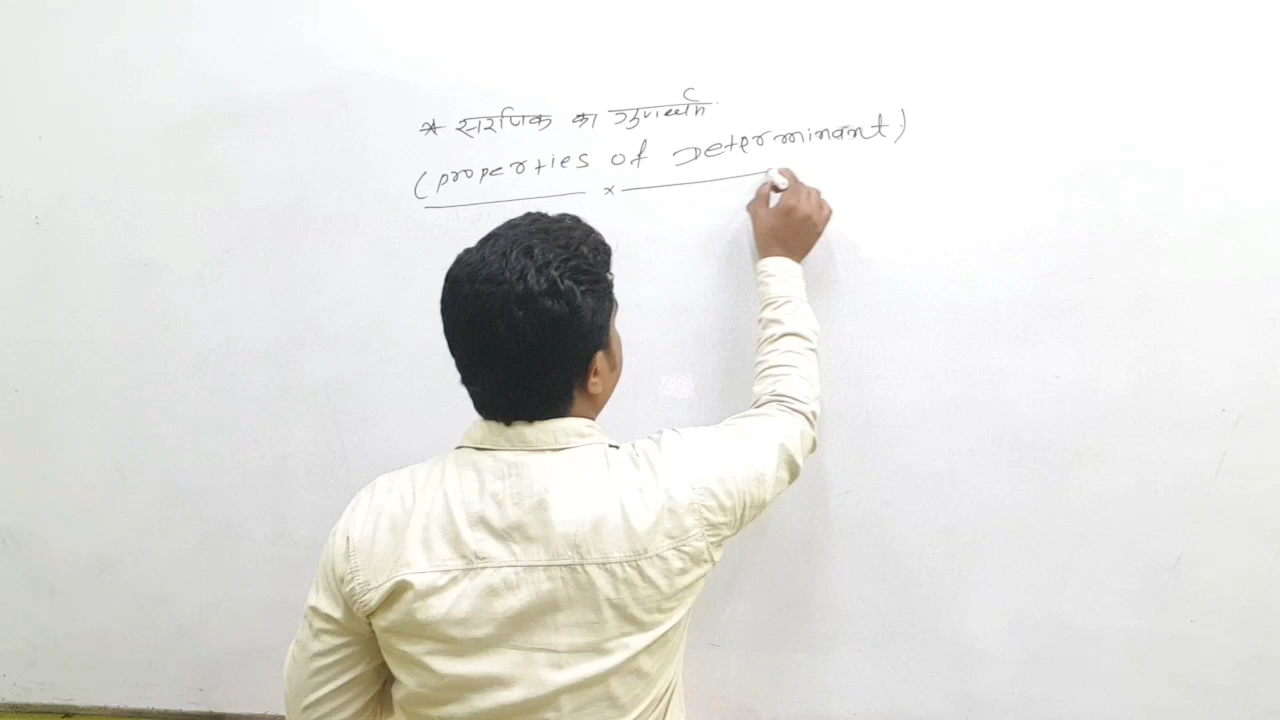 * सारणिक का गुणधर्म
(properties of Determinant)
x